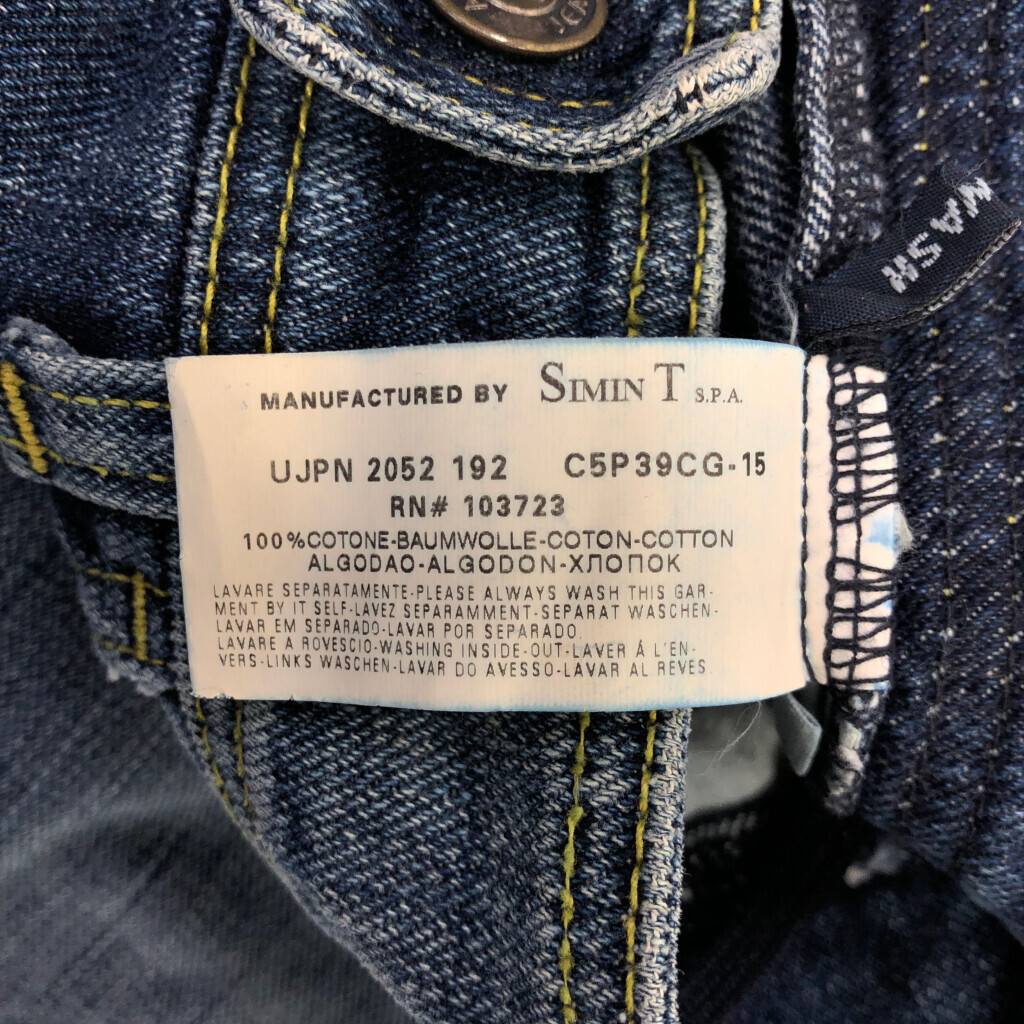 MANUFACTURED BY SIMINT S.P.A.
UJPN 2052 192 C5P39CG-15
RN# 103723
100%COTONE-BAUMWOLLE-COTON-COTTON
ALGODAO-ALGODON-ХЛОПОК
LAVARE SEPARATAMENTE-PLEASE ALWAYS WASH THIS GAR-
MENT BY IT SELF-LAVEZ SEPARAMMENT-SEPARAT WASCHEN-
LAVAR EM SEPARADO-LAVAR POR SEPARADO.
LAVARE A ROVESCIO-WASHING INSIDE-OUT-LAVER Á L'EN-
VERS-LINKS WASCHEN-LAVAR DO AVESSO-LAVAR AL REVES.
WASH